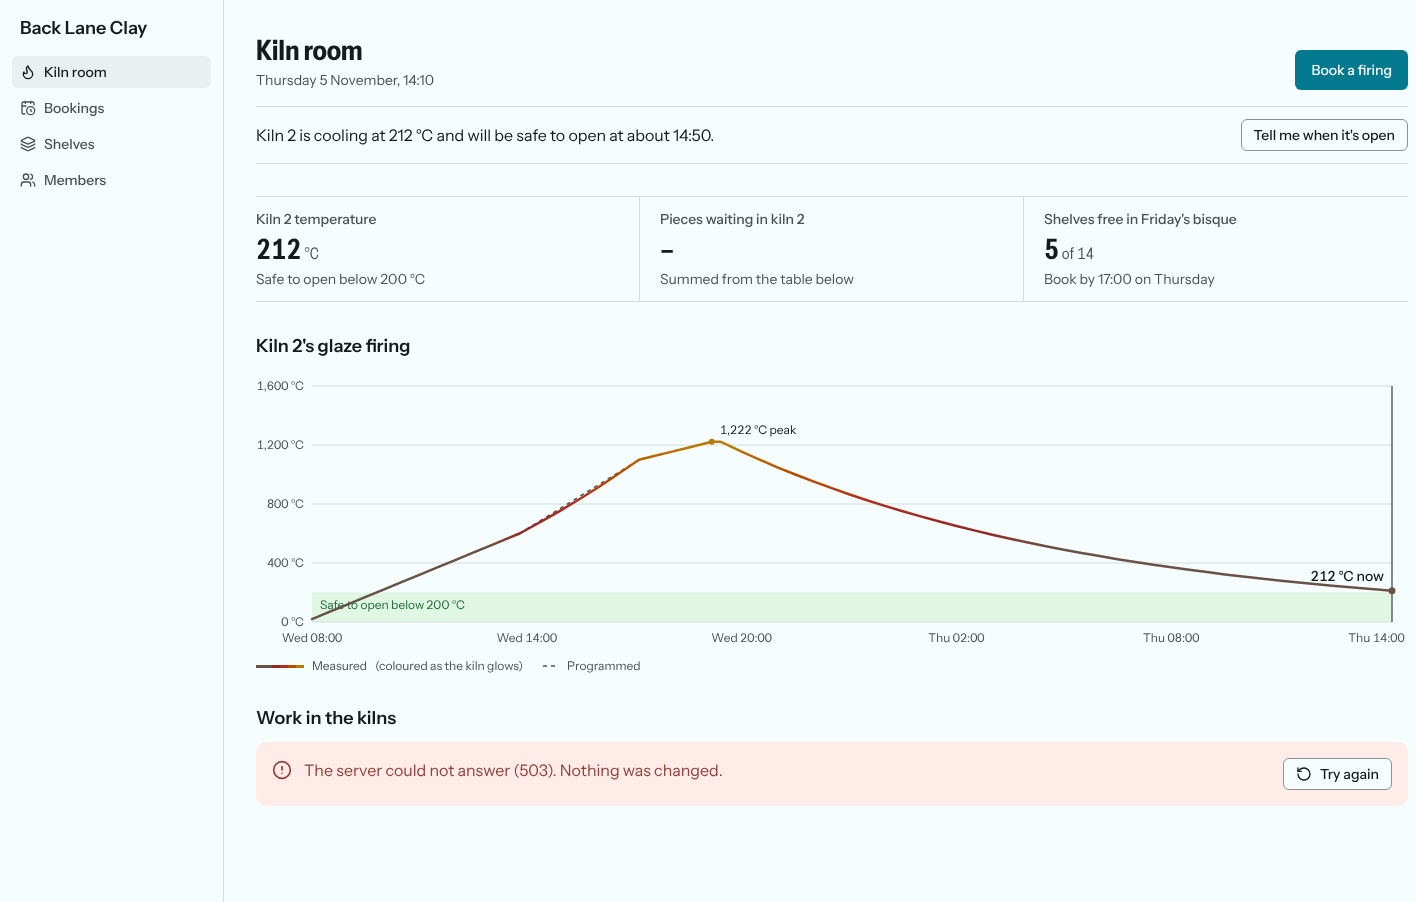 Back Lane Clay
Kiln room
Bookings
Shelves
Members
Kiln room
Thursday 5 November, 14:10
Book a firing
Kiln 2 is cooling at 212 °C and will be safe to open at about 14:50.
Tell me when it's open
Kiln 2 temperature
212 °C
Safe to open below 200 °C
Pieces waiting in kiln 2
–
Summed from the table below
Shelves free in Friday's bisque
5 of 14
Book by 17:00 on Thursday
Kiln 2's glaze firing
1,600 °C
1,200 °C
800 °C
400 °C
0 °C
1,222 °C peak
212 °C now
Safe to open below 200 °C
Wed 08:00
Wed 14:00
Wed 20:00
Thu 02:00
Thu 08:00
Thu 14:00
Measured (coloured as the kiln glows)
Programmed
Work in the kilns
The server could not answer (503). Nothing was changed.
Try again